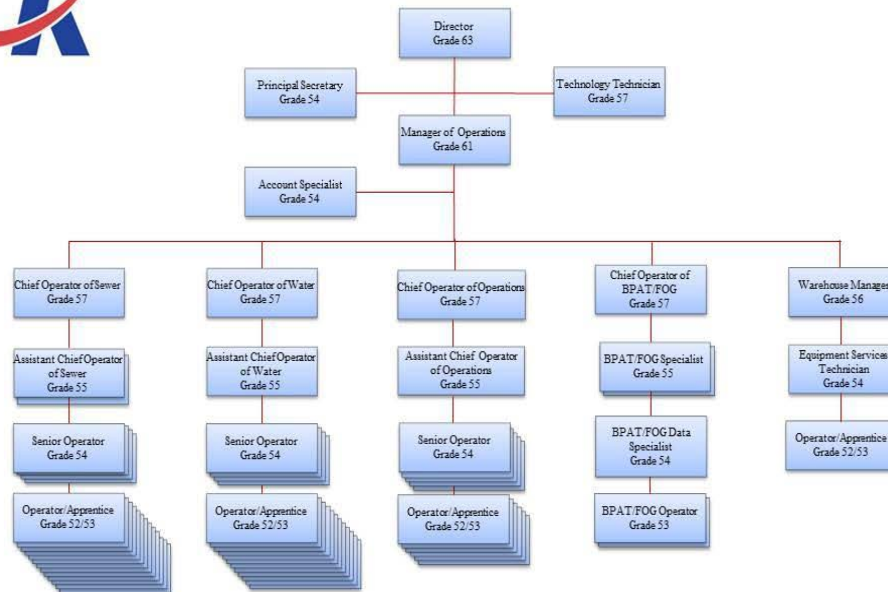 Director
Grade 63
Principal Secretary
Grade 54
Technology Technician
Grade 57
Manager of Operations
Grade 61
Account Specialist
Grade 54
Chief Operator of Sewer
Grade 57
Chief Operator of Water
Grade 57
Chief Operator of Operations
Grade 57
Chief Operator of
BPAT/FOG
Grade 57
Warehouse Manager
Grade 56
Assistant Chief Operator
of Sewer
Grade 55
Assistant Chief Operator
of Water
Grade 55
Assistant Chief Operator
of Operations
Grade 55
BPAT/FOG Specialist
Grade 55
Equipment Services
Technician
Grade 54
Senior Operator
Grade 54
Senior Operator
Grade 54
Senior Operator
Grade 54
BPAT/FOG Data
Specialist
Grade 54
Operator/Apprentice
Grade 52/53
Operator/Apprentice
Grade 52/53
Operator/Apprentice
Grade 52/53
Operator/Apprentice
Grade 52/53
BPAT/FOG Operator
Grade 53